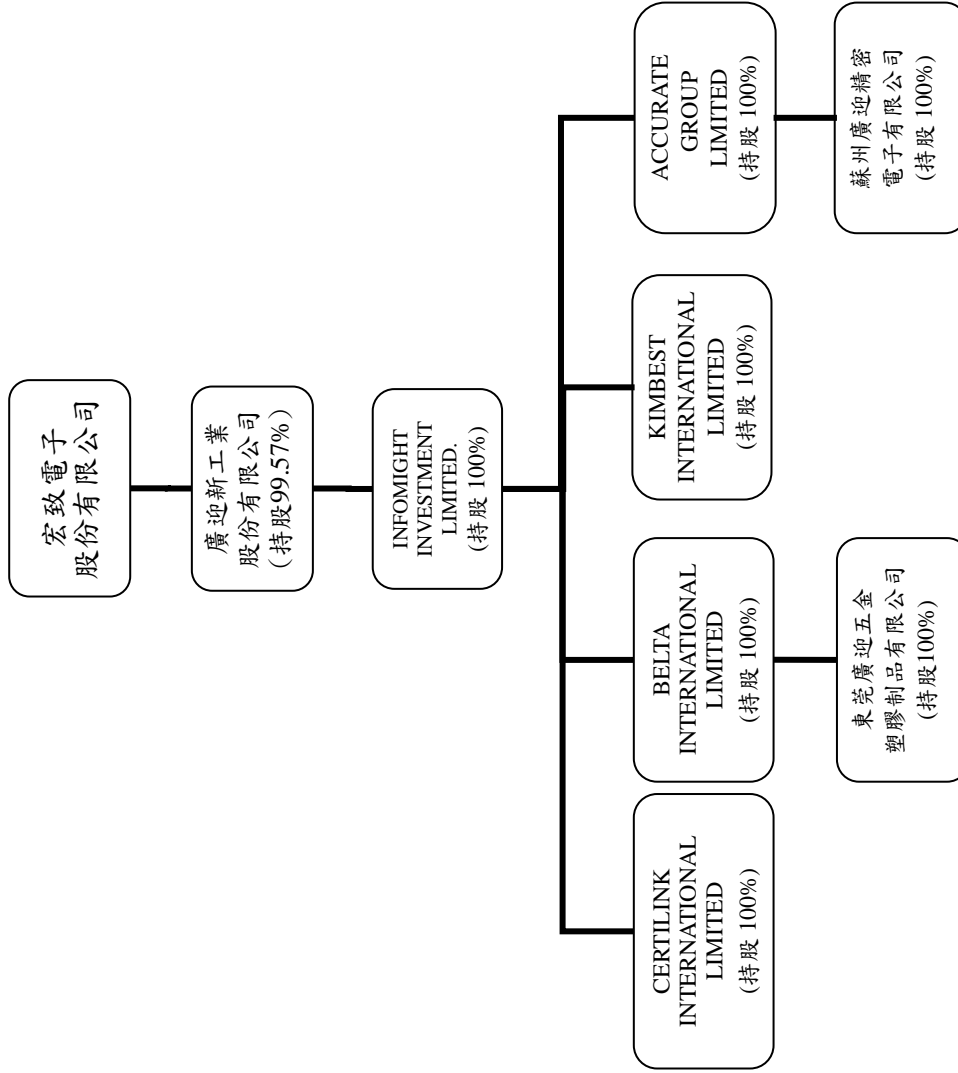 宏致電子
股份有限公司
廣迎新工業
股份有限公司
(持股99.57%)
INFOMIGHT
INVESTMENT
LIMITED.
(持股 100%)
CERTILINK
INTERNATIONAL
LIMITED
(持股 100%)
BELTA
INTERNATIONAL
LIMITED
(持股 100%)
KIMBEST
INTERNATIONAL
LIMITED
(持股 100%)
ACCURATE
GROUP
LIMITED
(持股 100%)
東莞廣迎五金
塑膠制品有限公司
(持股100%)
蘇州廣迎精密
電子有限公司
(持股 100%)